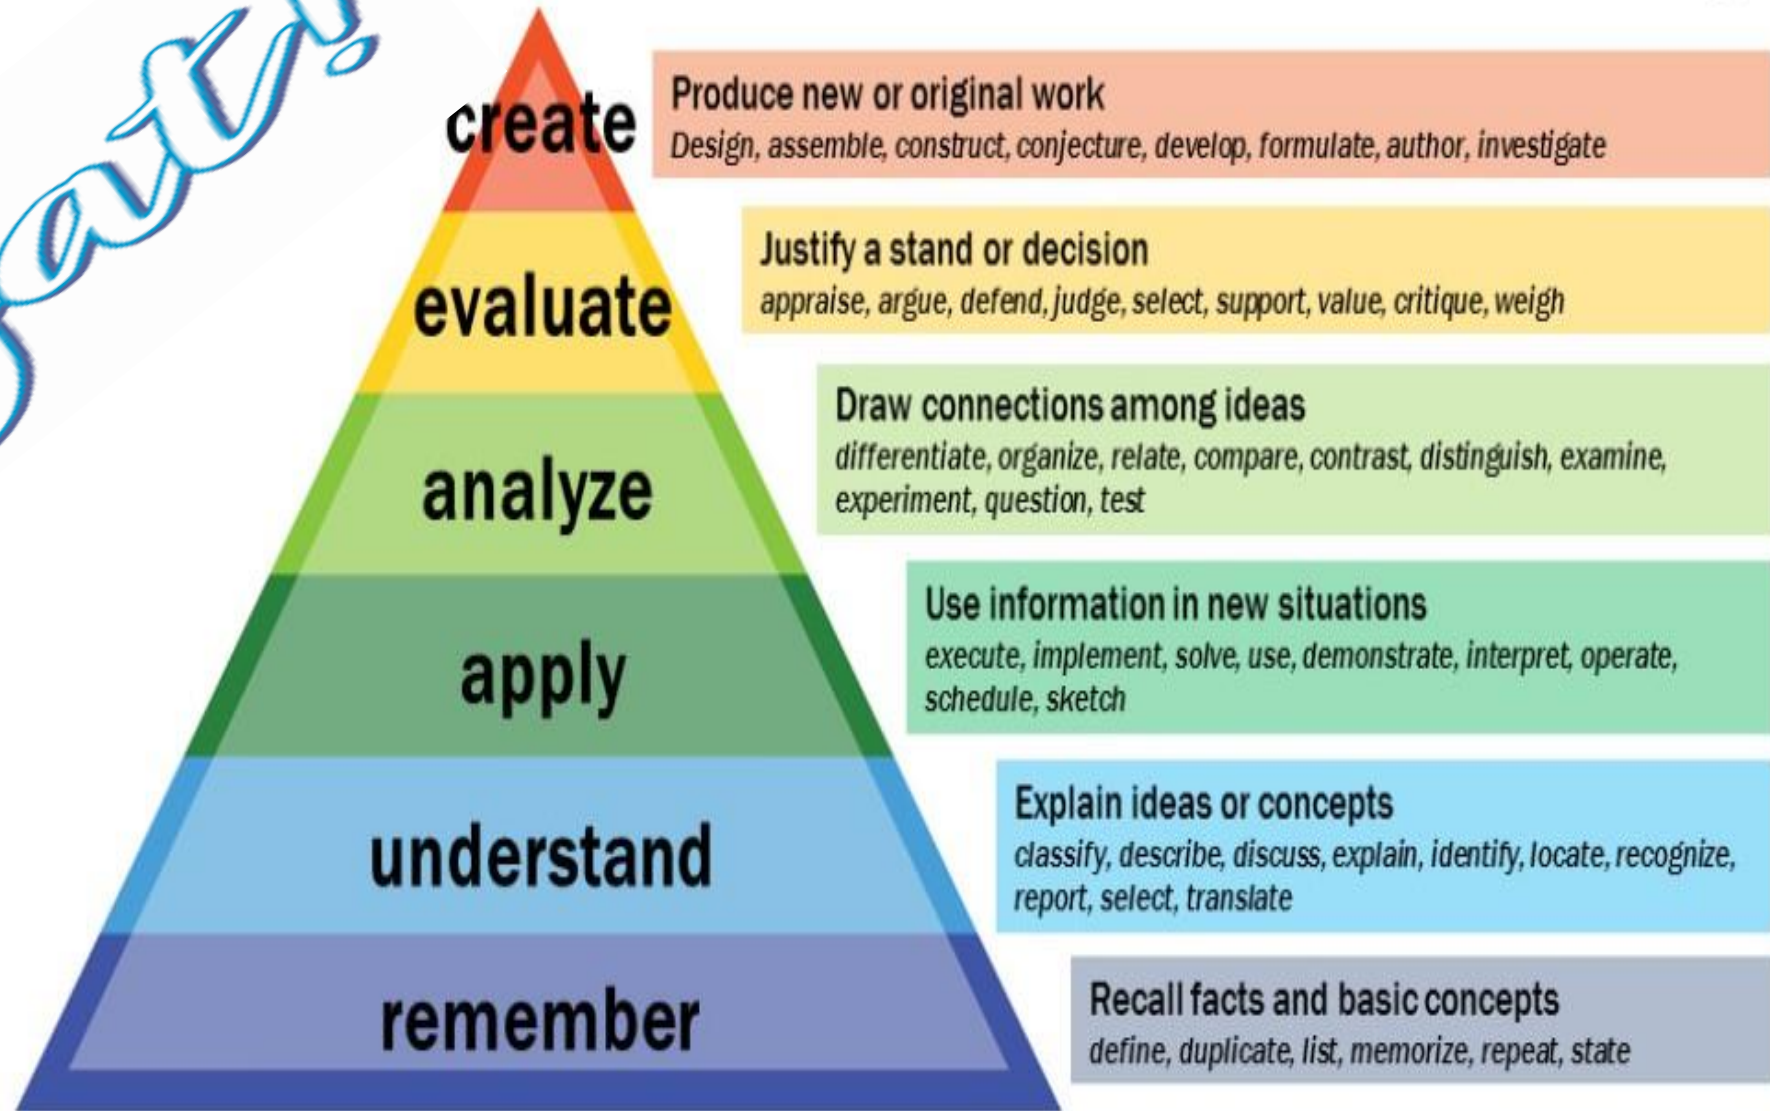 create
Produce new or original work
Design, assemble, construct, conjecture, develop, formulate, author, investigate
evaluate
Justify a stand or decision
appraise, argue, defend, judge, select, support, value, critique, weigh
analyze
Draw connections among ideas
differentiate, organize, relate, compare, contrast, distinguish, examine,
experiment, question, test
apply
Use information in new situations
execute, implement, solve, use, demonstrate, interpret, operate,
schedule, sketch
understand
Explain ideas or concepts
classify, describe, discuss, explain, identify, locate, recognize,
report, select, translate
remember
Recall facts and basic concepts
define, duplicate, list, memorize, repeat, state